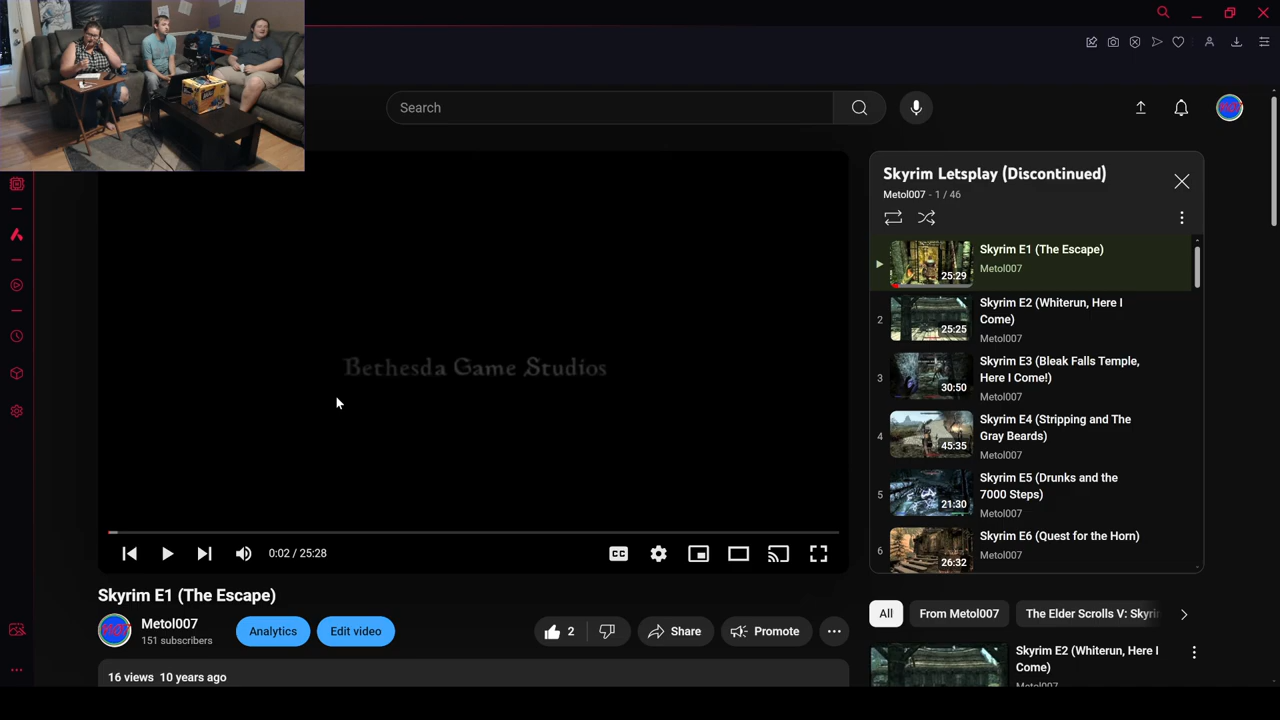 Search
Bethesda Game Studios
0:02 / 25:28
Skyrim E1 (The Escape)
Metol007
151 subscribers
Analytics
Edit video
2
Share
Promote
16 views 10 years ago
Skyrim Letsplay (Discontinued)
Metol007 - 1 / 46
25:29
Skyrim E1 (The Escape)
Metol007
2
25:25
Skyrim E2 (Whiterun, Here I
Come)
Metol007
3
30:50
Skyrim E3 (Bleak Falls Temple,
Here I Come!)
Metol007
4
45:35
Skyrim E4 (Stripping and The
Gray Beards)
Metol007
5
21:30
Skyrim E5 (Drunks and the
7000 Steps)
Metol007
6
26:32
Skyrim E6 (Quest for the Horn)
Metol007
All
From Metol007
The Elder Scrolls V: Skyrim
Skyrim E2 (Whiterun, Here I
Come)
Metol007